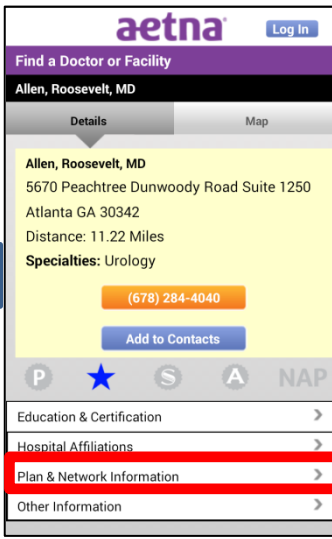 aetna
Log In
Find a Doctor or Facility
Allen, Roosevelt, MD
Details Map
Allen, Roosevelt, MD
5670 Peachtree Dunwoody Road Suite 1250
Atlanta GA 30342
Distance: 11.22 Miles
Specialties: Urology
(678) 284-4040
Add to Contacts
P S A NAP
Education & Certification
Hospital Affiliations
Plan & Network Information
Other Information